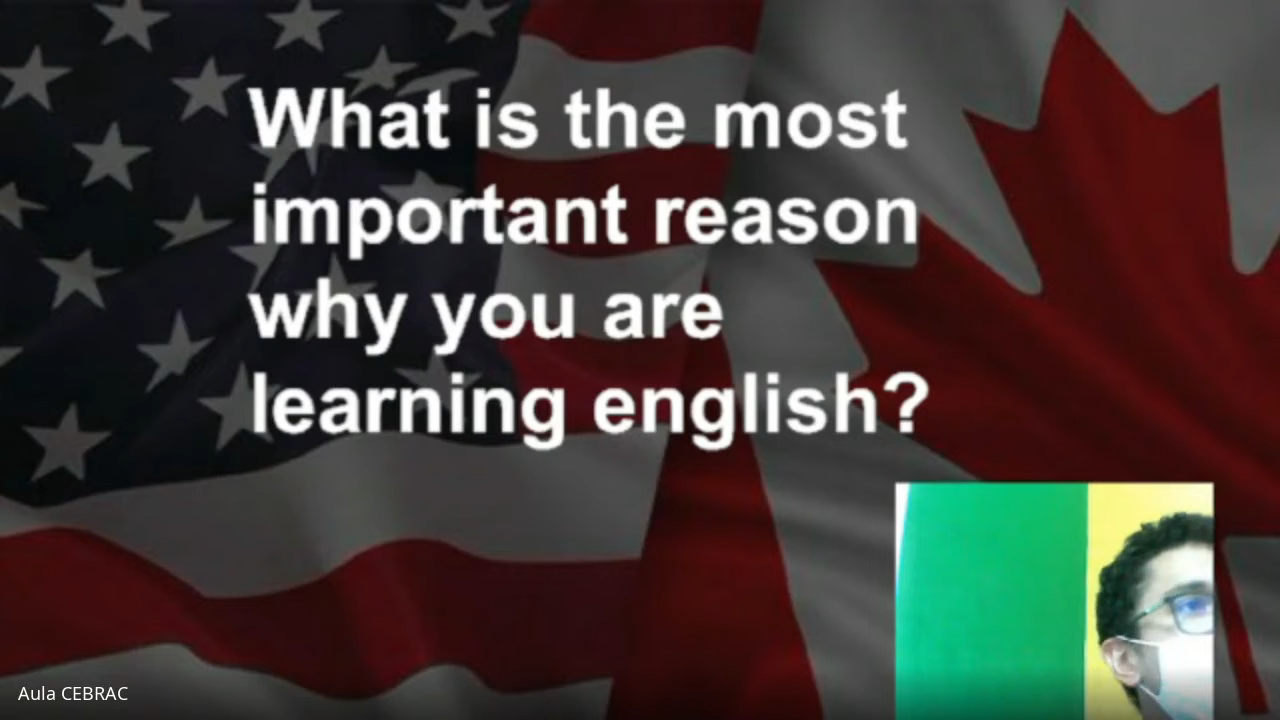 What is the most
important reason
why you are
learning english?
Aula CEBRAC